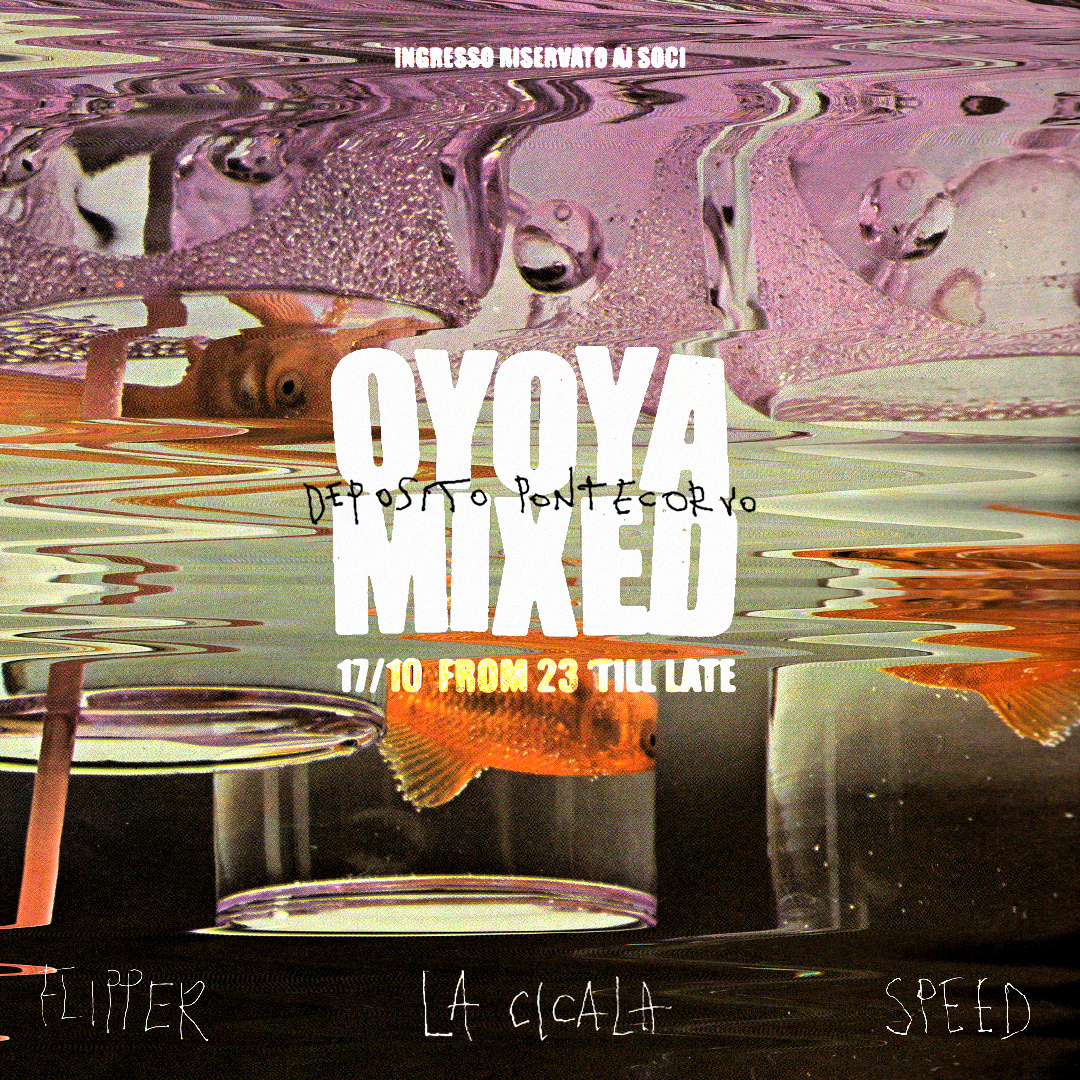 INGRESSO RISERVATO AI SOCI
OYOYA
DEPOSITO PONTECORVO
MIXED
17/10 FROM 23 'TILL LATE
FLIPPER LA CICALA SPEED